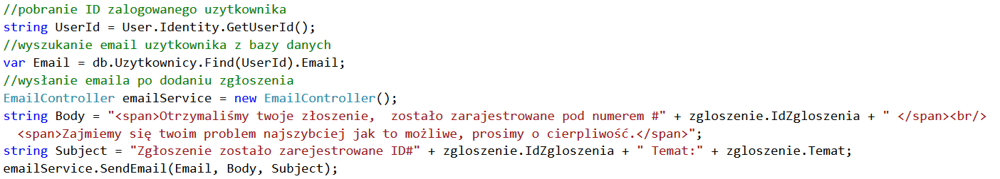 //pobranie ID zalogowanego uzytkownika
string UserId = User.Identity.GetUserId();
//wyszukanie email uzytkownika z bazy danych
var Email = db.Uzytkownicy.Find(UserId).Email;
//wysłanie emaila po dodaniu zgłoszenia
EmailController emailService = new EmailController();
string Body = "<span>Otrzymaliśmy twoje złoszenie,  zostało zarajestrowane pod numerem #" + zgloszenie.IdZgloszenia + " </span><br/>
<span>Zajmiemy się twoim problem najszybciej jak to możliwe, prosimy o cierpliwość.</span>";
string Subject = "Zgłoszenie zostało zarejestrowane ID#" + zgloszenie.IdZgloszenia + " Temat:" + zgloszenie.Temat;
emailService.SendEmail(Email, Body, Subject);